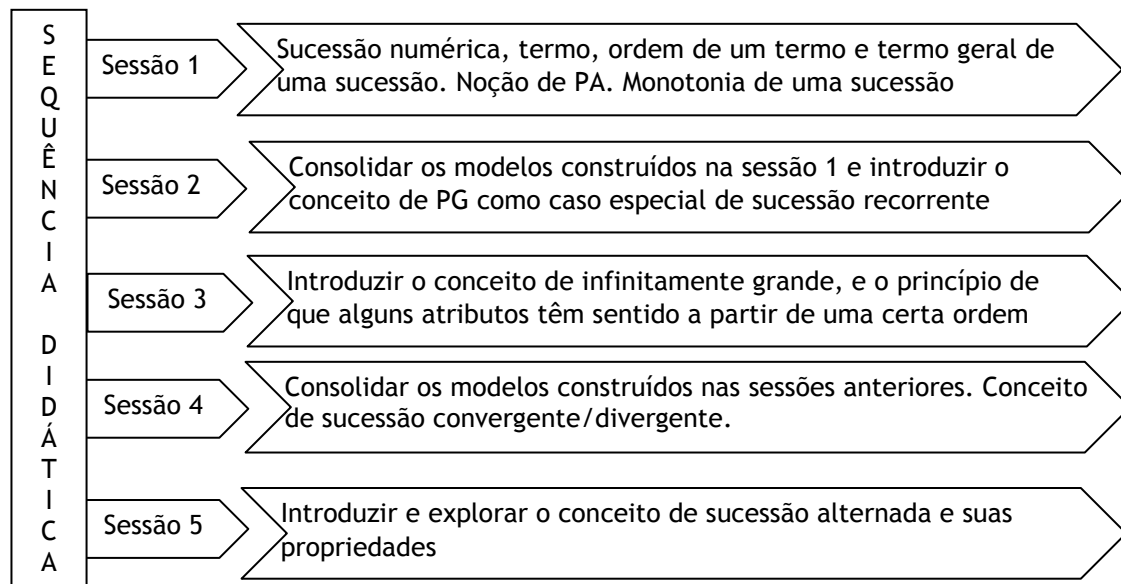 SEQUÊNCIA DIDÁTICA
Sessão 1
Sucessão numérica, termo, ordem de um termo e termo geral de
uma sucessão. Noção de PA. Monotonia de uma sucessão
Sessão 2
Consolidar os modelos construídos na sessão 1 e introduzir o
conceito de PG como caso especial de sucessão recorrente
Sessão 3
Introduzir o conceito de infinitamente grande, e o princípio de
que alguns atributos têm sentido a partir de uma certa ordem
Sessão 4
Consolidar os modelos construídos nas sessões anteriores. Conceito
de sucessão convergente/divergente.
Sessão 5
Introduzir e explorar o conceito de sucessão alternada e suas
propriedades